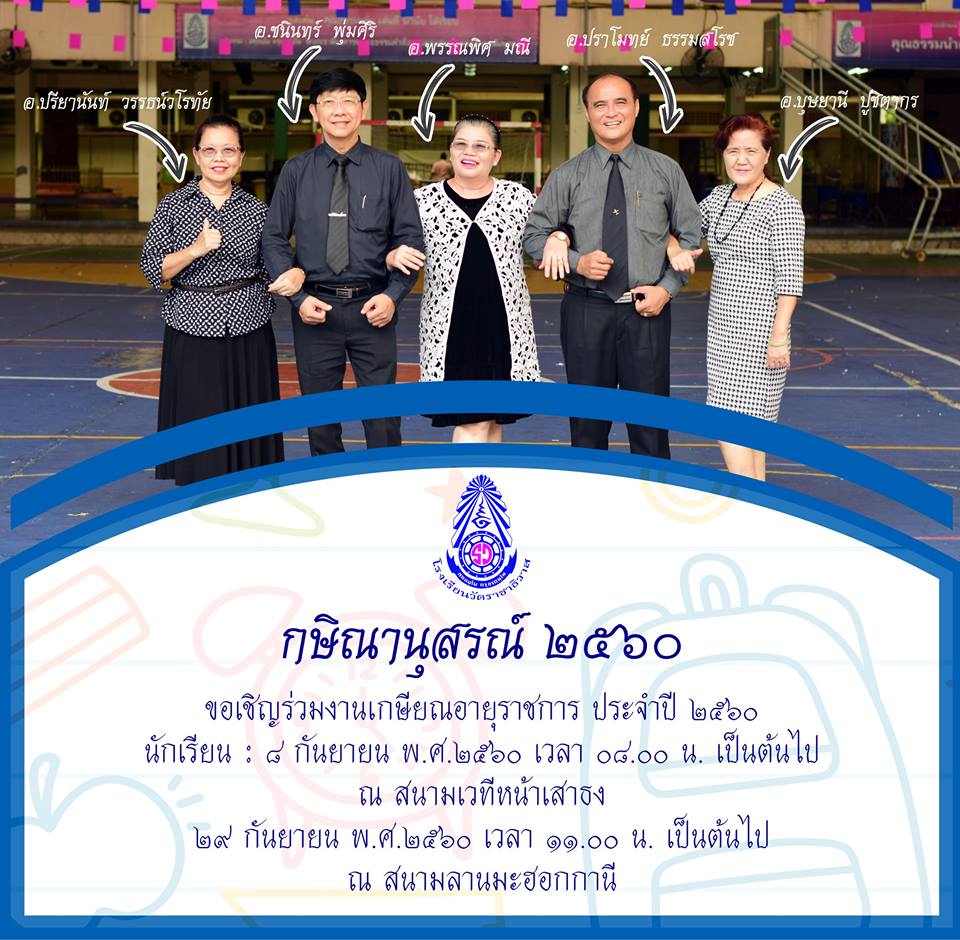 คุณธรรมนำ
อ.ชนินทร์ พุ่มศิริ
อ.พรรณพิศ มณี
อ.ปราโมทย์ ธรรมสโรช
อ.ปรียานันท์ วรรธน์วโรทัย
อ.บุษยานี ปูชิตากร
โรงเรียนวัดราชาธิวาส
กษิณานุสรณ์ ๒๕๖๐
ขอเชิญร่วมงานเกษียณอายุราชการ ประจำปี ๒๕๖๐
นักเรียน : ๘ กันยายน พ.ศ.๒๕๖๐ เวลา ๐๘.๐๐ น. เป็นต้นไป
ณ สนามเวทีหน้าเสาธง
๒๙ กันยายน พ.ศ.๒๕๖๐ เวลา ๑๑.๐๐ น. เป็นต้นไป
ณ สนามลานมะฮอกกานี